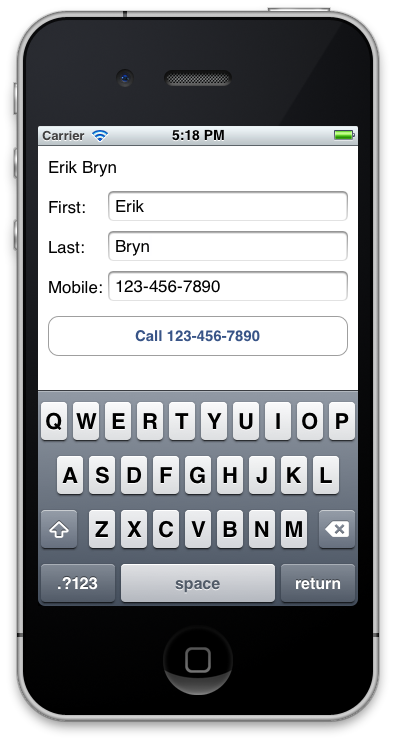 Carrier 5:18 PM
Erik Bryn
First: Erik
Last: Bryn
Mobile: 123-456-7890
Call 123-456-7890
Q W E R T Y U I O P
A S D F G H J K L
Z X C V B N M
.?123 space return